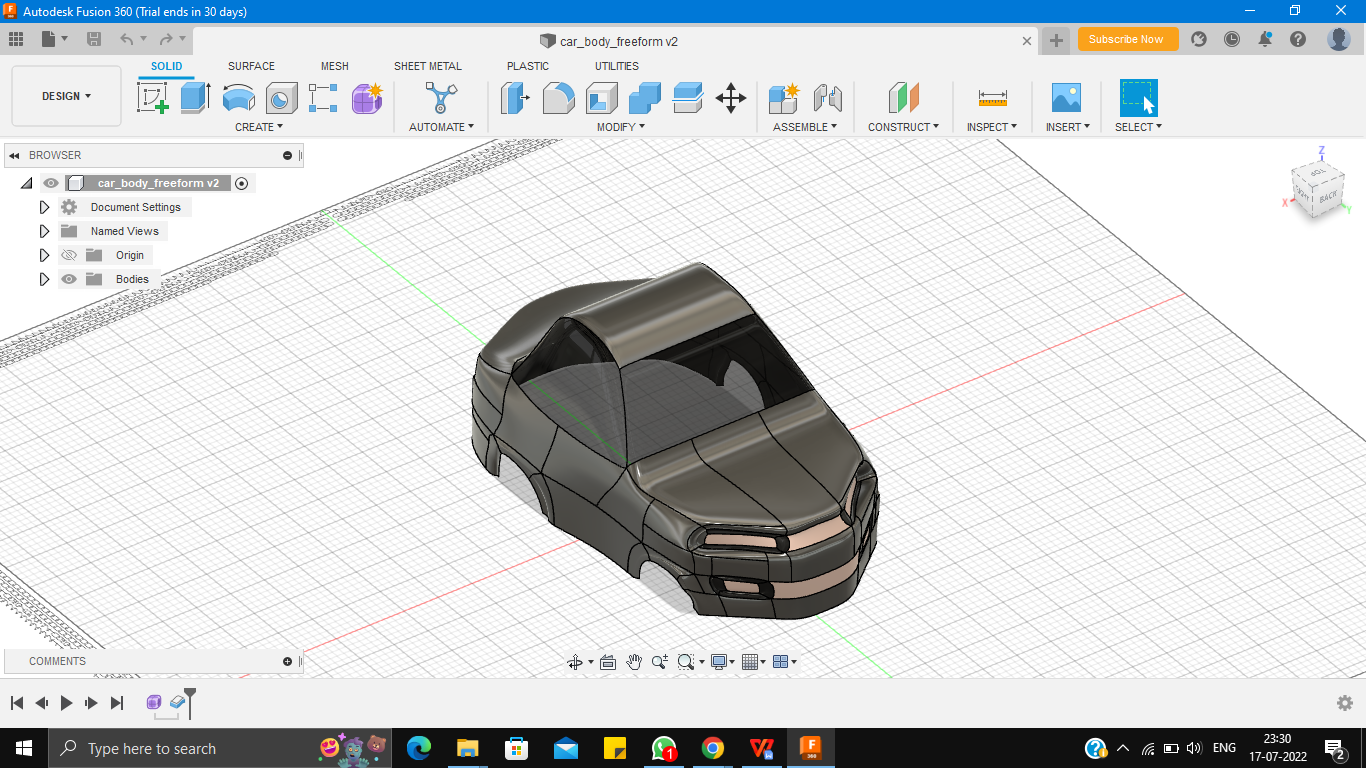 Autodesk Fusion 360 (Trial ends in 30 days)
car_body_freeform v2
Subscribe Now
DESIGN
SOLID
SURFACE
MESH
SHEET METAL
PLASTIC
UTILITIES
CREATE
AUTOMATE
MODIFY
ASSEMBLE
CONSTRUCT
INSPECT
INSERT
SELECT
BROWSER
car_body_freeform v2
Document Settings
Named Views
Origin
Bodies
Z
TOP
BACK
X
Y
COMMENTS
Type here to search
1
F
360
ENG
23:30
17-07-2022
2